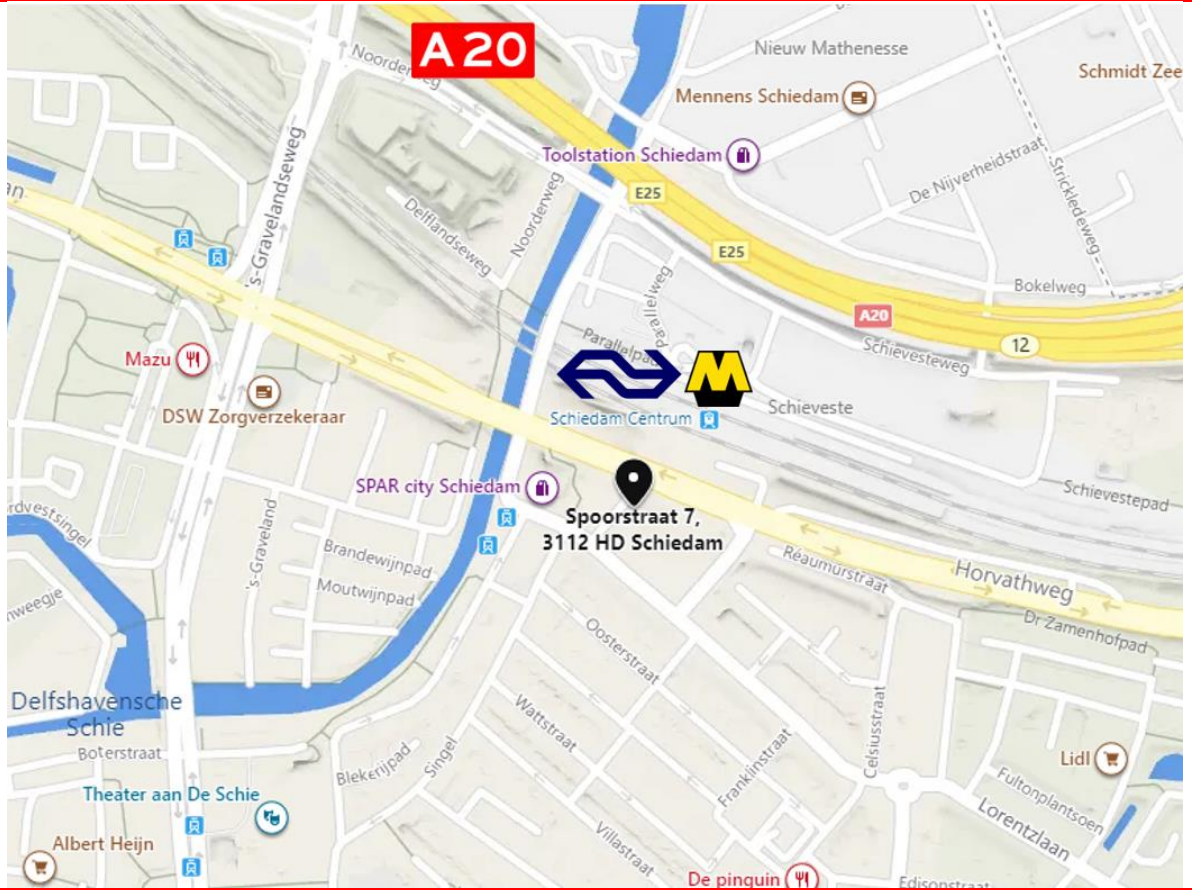 A20
Noorderweg
Nieuw Mathenesse
Schmidt Zee
Mennens Schiedam
Toolstation Schiedam
De Nijverheidstraat
Strickledeweg
's-Gravelandseweg
E25
Delflandseweg
Noorderweg
E25
Parallelweg
Bokelweg
A20
12
Schievesteweg
Mazu
M
DSW Zorgverzekeraar
Schiedam Centrum
Schieveste
SPAR city Schiedam
Schievestepad
Spoorstraat 7,
3112 HD Schiedam
's-Graveland
Brandewijnpad
Moutwijnpad
Réaumurstraat
Horvathweg
Dr Zamenhofpad
Oosterstraat
Delfshavensche
Schie
Boterstraat
Wattstraat
Singel
Blekerijpad
Franklinstraat
Celsiusstraat
Lidl
Fultonplantsoen
Lorentzlaan
Theater aan De Schie
Albert Heijn
Villastraat
De pinguin